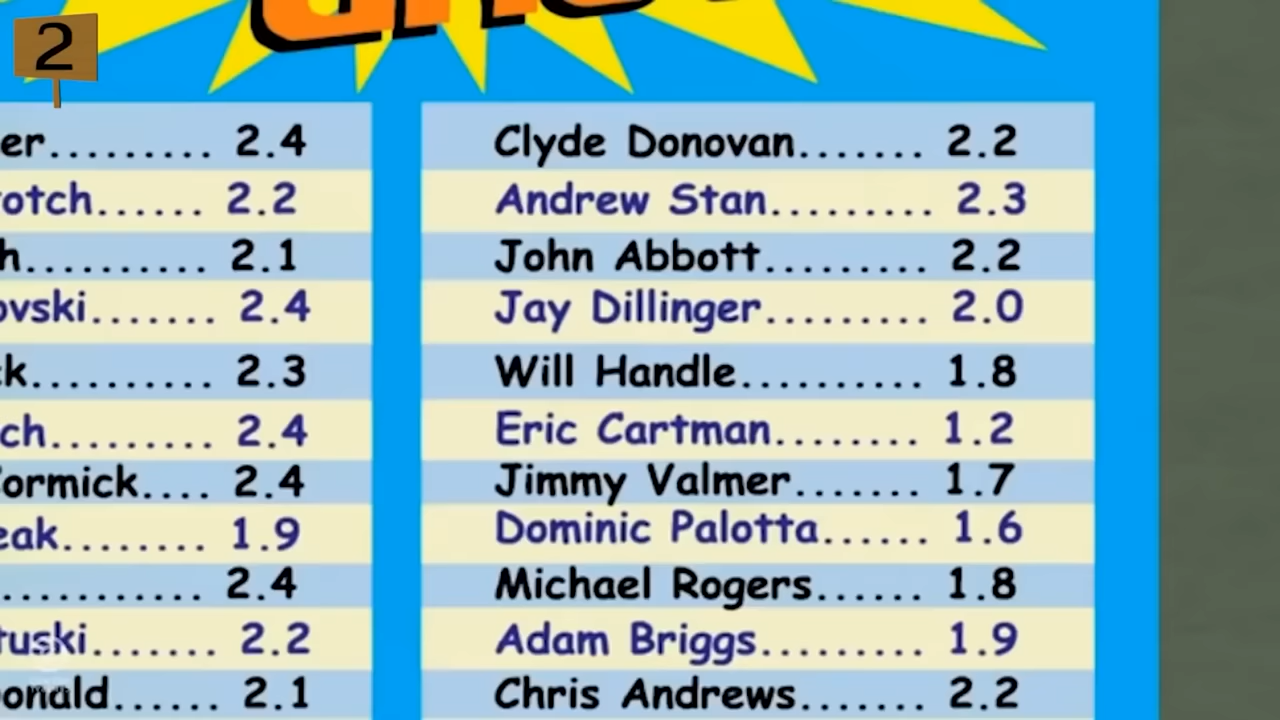 2
er......... 2.4
otch...... 2.2
h.......... 2.1
ovski....... 2.4
k.......... 2.3
ch......... 2.4
Cormick.... 2.4
eak........ 1.9
........... 2.4
tuski....... 2.2
onald...... 2.1
Clyde Donovan....... 2.2
Andrew Stan......... 2.3
John Abbott......... 2.2
Jay Dillinger......... 2.0
Will Handle.......... 1.8
Eric Cartman........ 1.2
Jimmy Valmer....... 1.7
Dominic Palotta...... 1.6
Michael Rogers...... 1.8
Adam Briggs......... 1.9
Chris Andrews....... 2.2